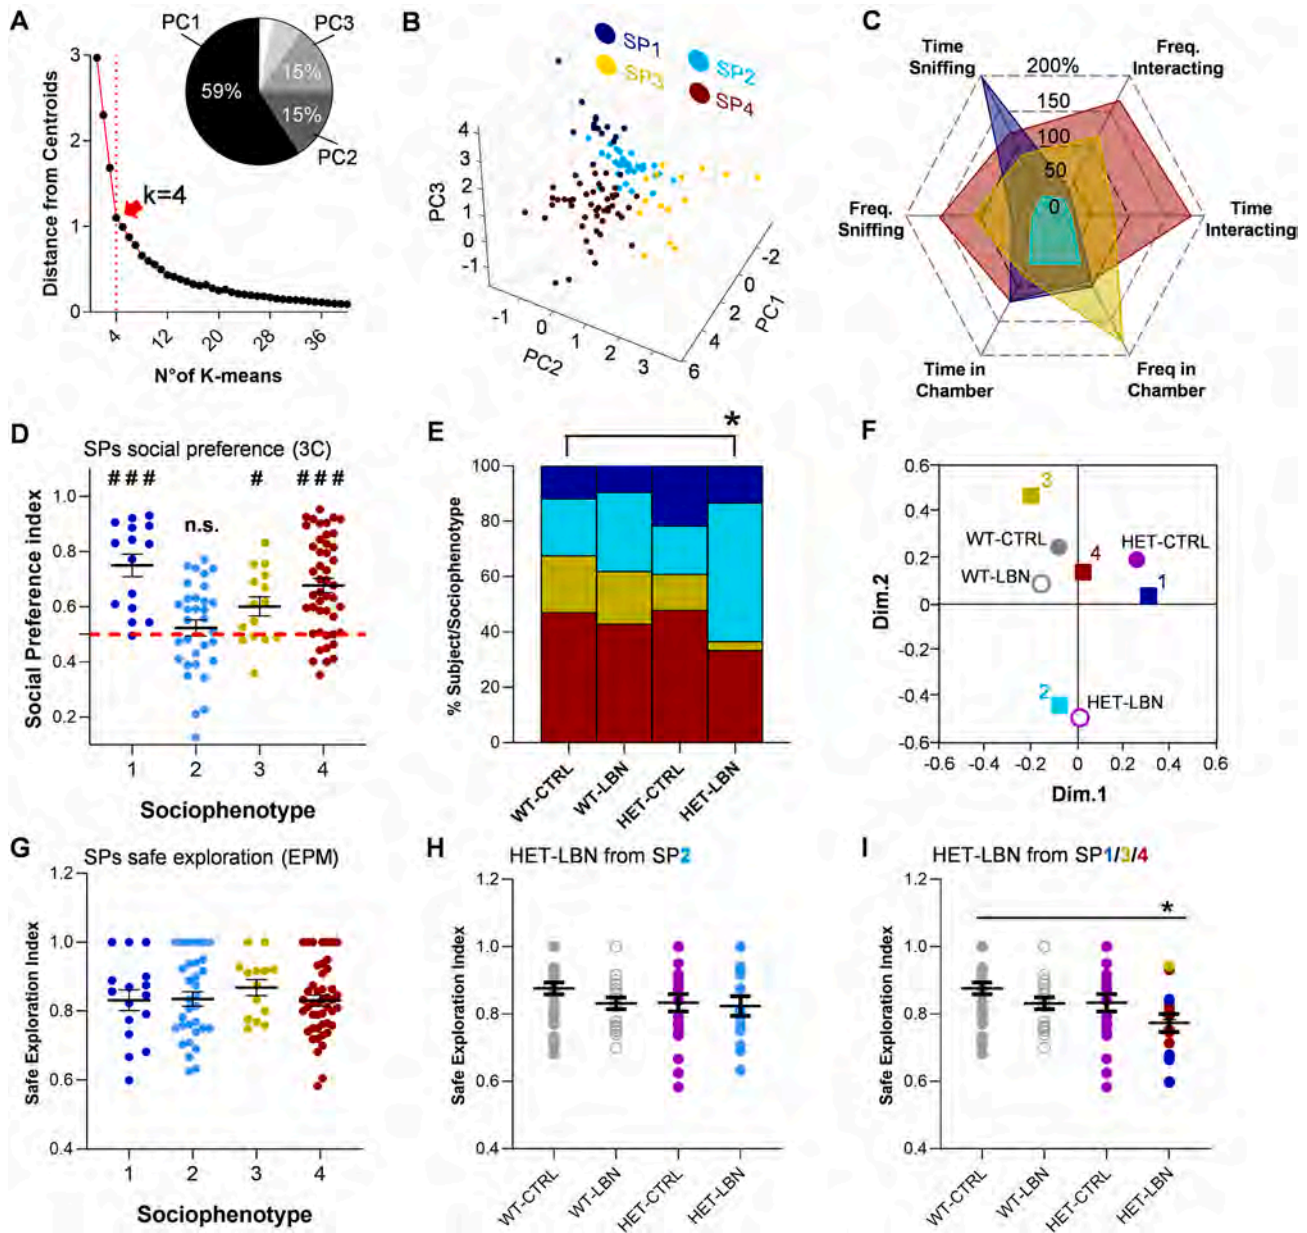 A
PC1
PC3
59%
15%
15%
PC2
3
2
1
0
k=4
Distance from Centroids
4
12
20
28
36
N°of K-means
B
SP1
SP2
SP3
SP4
4
3
2
1
0
-1
PC3
-1
0
1
2
3
PC2
-2
0
2
4
6
PC1
C
Time
Sniffing
Freq.
Interacting
200%
150
100
50
0
Freq.
Sniffing
Time
Interacting
Time in
Chamber
Freq in
Chamber
D
SPs social preference (3C)
# # #
n.s.
#
# # #
1.0
0.8
0.6
0.4
0.2
Social Preference index
1
2
3
4
Sociophenotype
E
*
100
80
60
40
20
0
% Subject/Sociophenotype
WT-CTRL
WT-LBN
HET-CTRL
HET-LBN
F
0.6
0.4
0.2
0
-0.2
-0.4
-0.6
Dim.2
3
WT-CTRL
4
HET-CTRL
WT-LBN
1
2
HET-LBN
-0.6
-0.4
-0.2
0
0.2
0.4
0.6
Dim.1
G
SPs safe exploration (EPM)
1.2
1.0
0.8
0.6
0.4
Safe Exploration Index
1
2
3
4
Sociophenotype
H
HET-LBN from SP2
1.2
1.0
0.8
0.6
0.4
Safe Exploration Index
WT-CTRL
WT-LBN
HET-CTRL
HET-LBN
I
HET-LBN from SP1/3/4
*
1.2
1.0
0.8
0.6
0.4
Safe Exploration Index
WT-CTRL
WT-LBN
HET-CTRL
HET-LBN